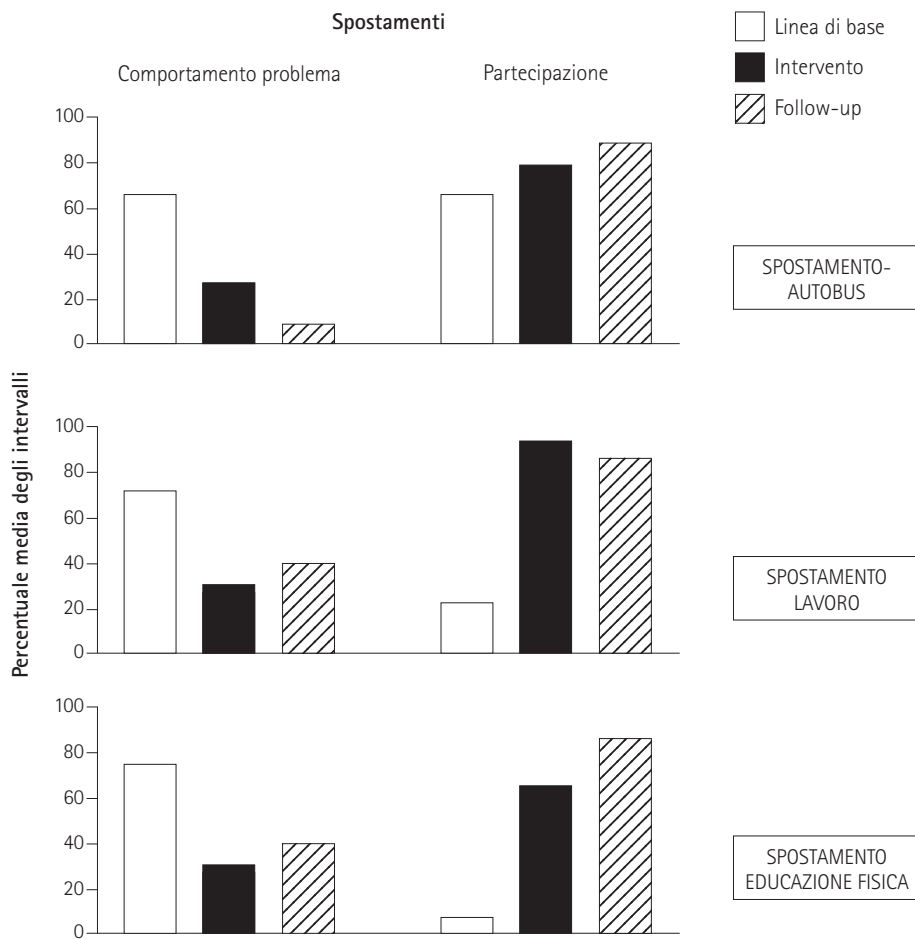 Spostamenti
Comportamento problema
Partecipazione
Linea di base
Intervento
Follow-up
Percentuale media degli intervalli
100
80
60
40
20
0
SPOSTAMENTO-
AUTOBUS
100
80
60
40
20
0
SPOSTAMENTO
LAVORO
100
80
60
40
20
0
SPOSTAMENTO
EDUCAZIONE FISICA